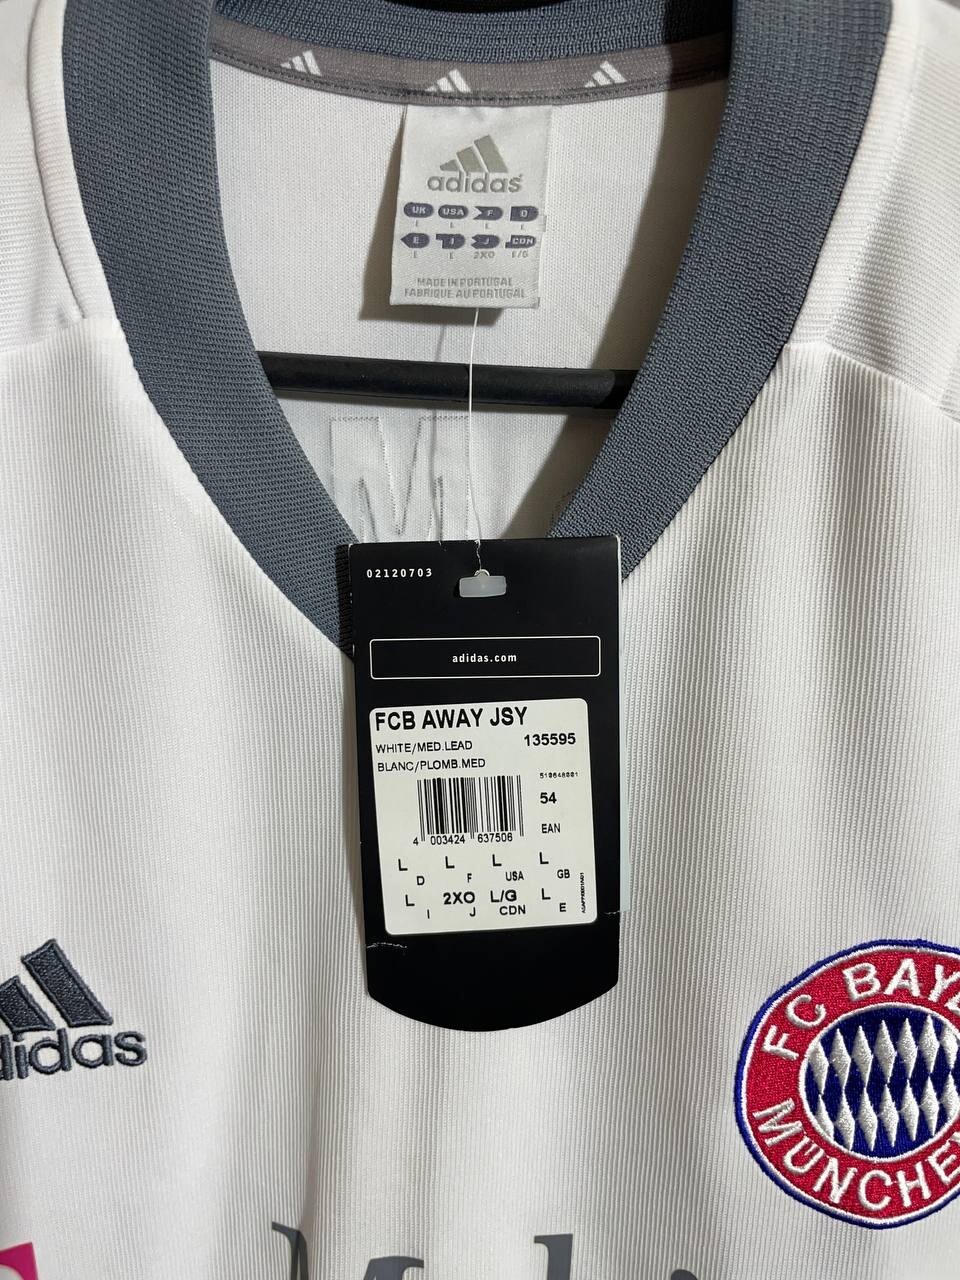 adidas
UK USA F D
L L L L
E I J CDN
L L 2XO L/G
MADE IN PORTUGAL
FABRIQUE AU PORTUGAL
M
02120703
adidas.com
FCB AWAY JSY
WHITE/MED.LEAD 135595
BLANC/PLOMB.MED
54
EAN
4 003424 637506
L L L L
D F USA GB
L 2XO L/G L
I J CDN E
adidas
FC BAYE
MÜNCHE